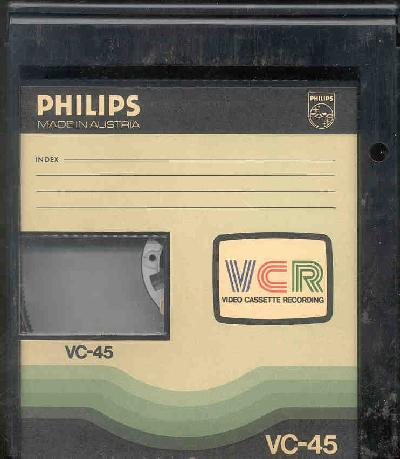 PHILIPS
MADE IN AUSTRIA
PHILIPS
INDEX
VCR
VIDEO CASSETTE RECORDING
VC-45
VC-45